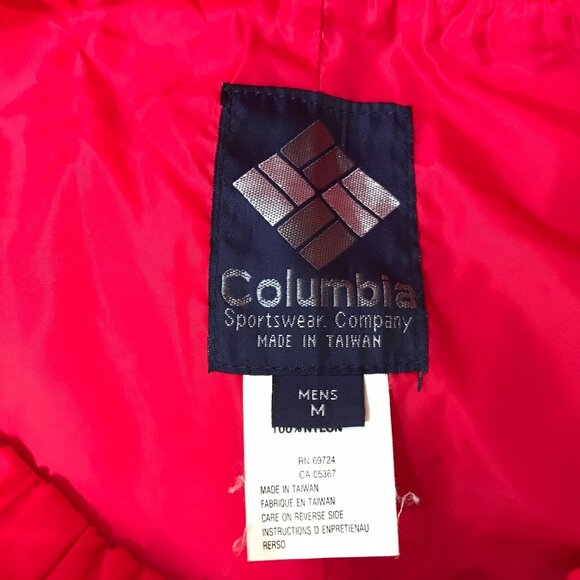 Columbia
Sportswear Company
MADE IN TAIWAN
MENS
M
100% NYLON
RN 69724
CA 05367
MADE IN TAIWAN
FABRIQUE EN TAIWAN
CARE ON REVERSE SIDE
INSTRUCTIONS D ENPRETIENAU
RERSO